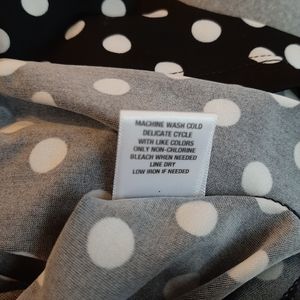 MACHINE WASH COLD
DELICATE CYCLE
WITH LIKE COLORS
ONLY NON-CHLORINE
BLEACH WHEN NEEDED
LINE DRY
LOW IRON IF NEEDED